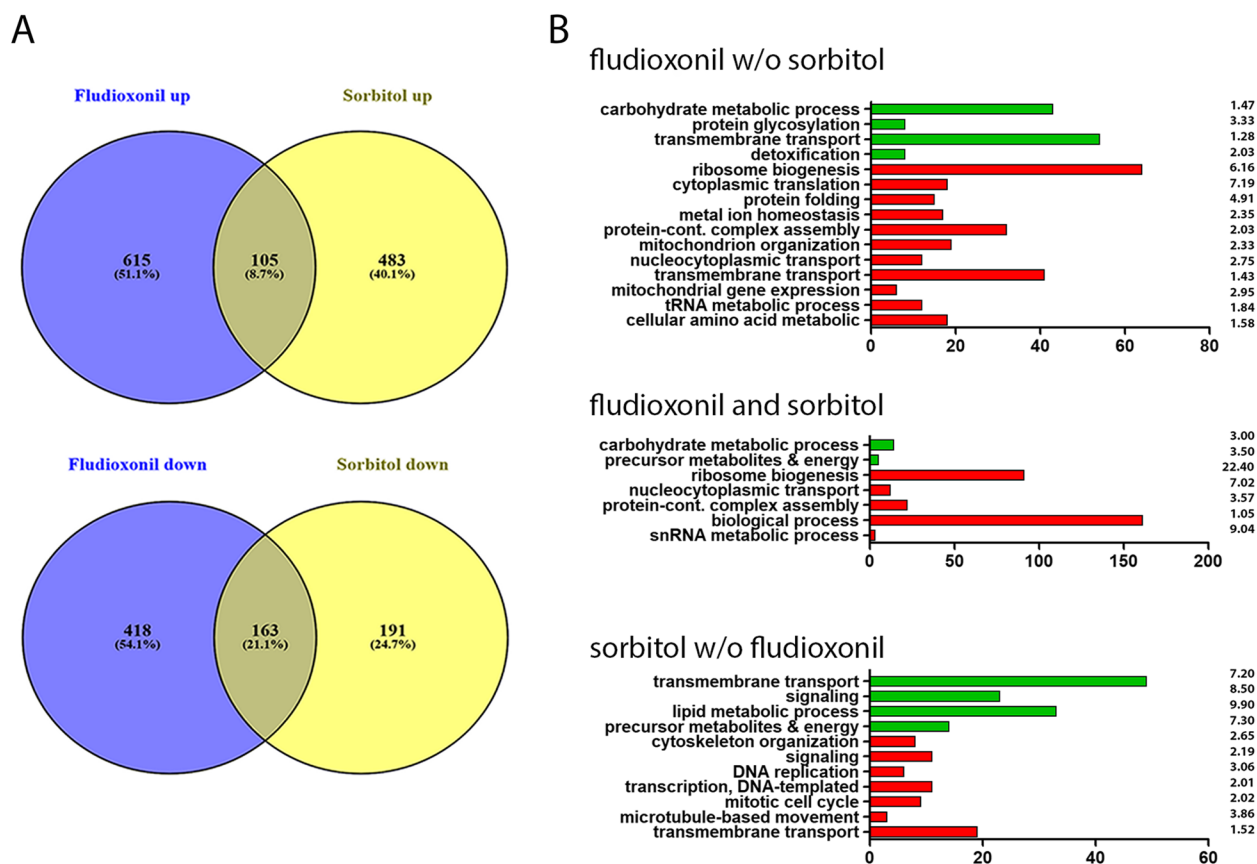 A
Fludioxonil up
Sorbitol up
615
(51.1%)
105
(8.7%)
483
(40.1%)
Fludioxonil down
Sorbitol down
418
(54.1%)
163
(21.1%)
191
(24.7%)
B
fludioxonil w/o sorbitol
carbohydrate metabolic process 1.47
protein glycosylation 3.33
transmembrane transport 1.28
detoxification 2.03
ribosome biogenesis 6.16
cytoplasmic translation 7.19
protein folding 4.91
metal ion homeostasis 2.35
protein-cont. complex assembly 2.03
mitochondrion organization 2.33
nucleocytoplasmic transport 2.75
transmembrane transport 1.43
mitochondrial gene expression 2.95
tRNA metabolic process 1.84
cellular amino acid metabolic 1.58
0 20 40 60 80
fludioxonil and sorbitol
carbohydrate metabolic process 3.00
precursor metabolites & energy 3.50
ribosome biogenesis 22.40
nucleocytoplasmic transport 7.02
protein-cont. complex assembly 3.57
biological process 1.05
snRNA metabolic process 9.04
0 50 100 150 200
sorbitol w/o fludioxonil
transmembrane transport 7.20
signaling 8.50
lipid metabolic process 9.90
precursor metabolites & energy 7.30
cytoskeleton organization 2.65
signaling 2.19
DNA replication 3.06
transcription, DNA-templated 2.01
mitotic cell cycle 2.02
microtubule-based movement 3.86
transmembrane transport 1.52
0 20 40 60